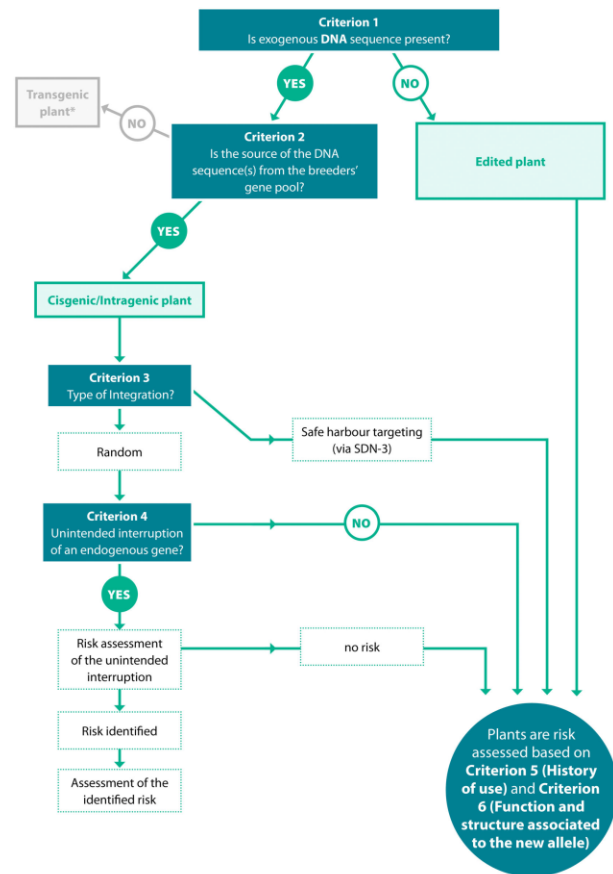 Criterion 1
Is exogenous DNA sequence present?
YES
NO
Transgenic
plant*
NO
Criterion 2
Is the source of the DNA
sequence(s) from the breeders'
gene pool?
Edited plant
YES
Cisgenic/Intragenic plant
Criterion 3
Type of Integration?
Safe harbour targeting
(via SDN-3)
Random
Criterion 4
Unintended interruption
of an endogenous gene?
NO
YES
Risk assessment
of the unintended
interruption
no risk
Risk identified
Assessment of the
identified risk
Plants are risk
assessed based on
Criterion 5 (History
of use) and Criterion
6 (Function and
structure associated
to the new allele)